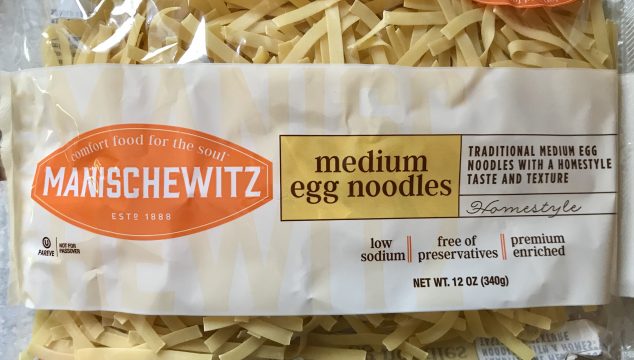 comfort food for the soul
MANISCHEWITZ
ESTD 1888
medium
egg noodles
TRADITIONAL MEDIUM EGG
NOODLES WITH A HOMESTYLE
TASTE AND TEXTURE
Homestyle
low
sodium
free of
preservatives
premium
enriched
U
PAREVE
NOT FOR
PASSOVER
NET WT. 12 OZ (340g)